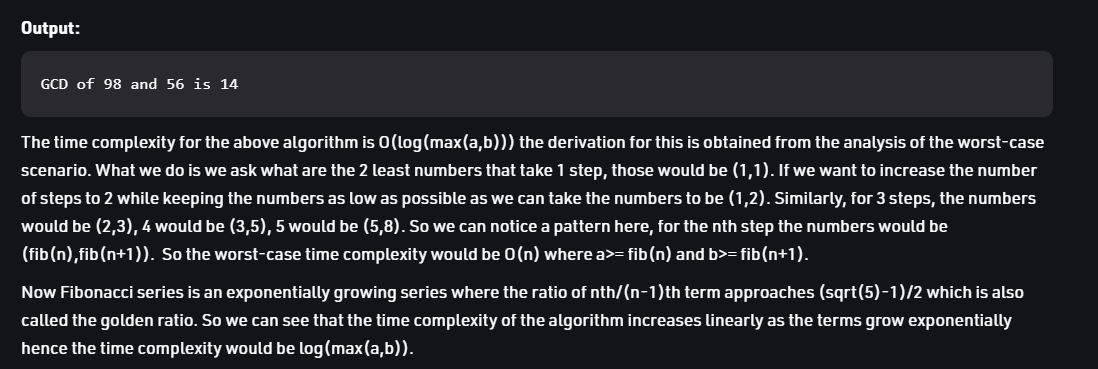 Output:
GCD of 98 and 56 is 14
The time complexity for the above algorithm is O(log(max(a,b))) the derivation for this is obtained from the analysis of the worst-case
scenario. What we do is we ask what are the 2 least numbers that take 1 step, those would be (1,1). If we want to increase the number
of steps to 2 while keeping the numbers as low as possible as we can take the numbers to be (1,2). Similarly, for 3 steps, the numbers
would be (2,3), 4 would be (3,5), 5 would be (5,8). So we can notice a pattern here, for the nth step the numbers would be
(fib(n),fib(n+1)).  So the worst-case time complexity would be O(n) where a>= fib(n) and b>= fib(n+1).
Now Fibonacci series is an exponentially growing series where the ratio of nth/(n-1)th term approaches (sqrt(5)-1)/2 which is also
called the golden ratio. So we can see that the time complexity of the algorithm increases linearly as the terms grow exponentially
hence the time complexity would be log(max(a,b)).